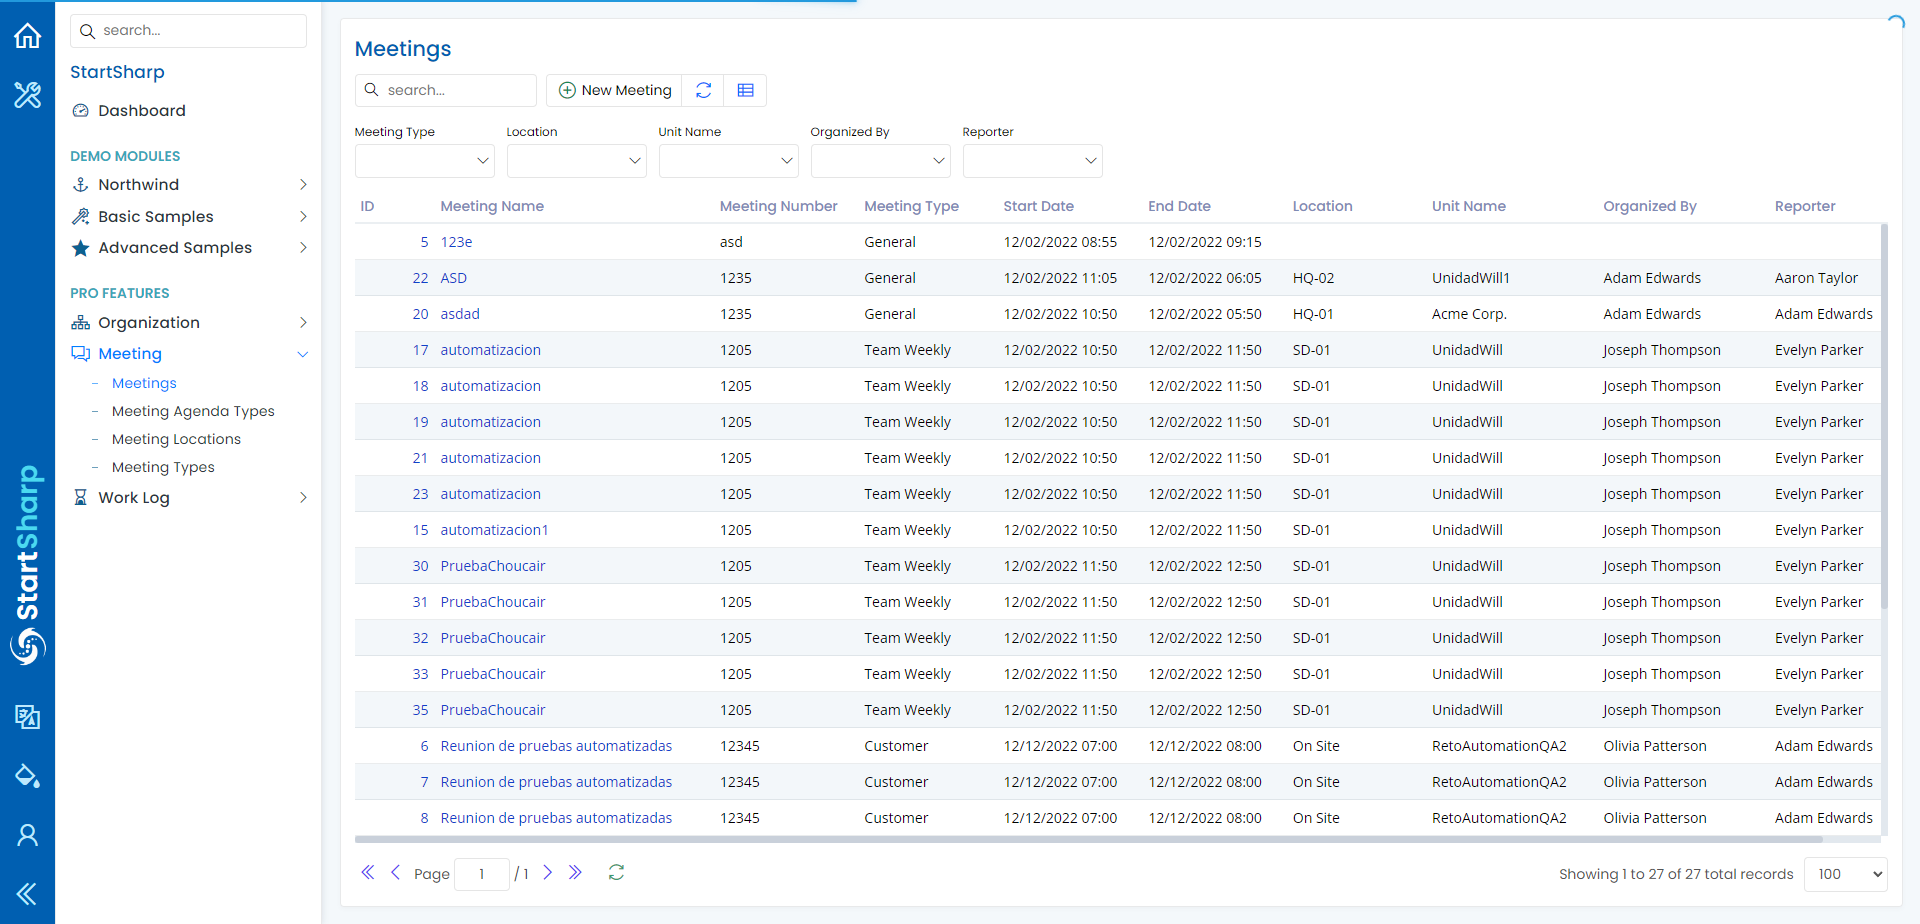 search...
StartSharp
Dashboard
DEMO MODULES
Northwind
Basic Samples
Advanced Samples
PRO FEATURES
Organization
Meeting
- Meetings
- Meeting Agenda Types
- Meeting Locations
- Meeting Types
Work Log
StartSharp
Meetings
search... New Meeting
Meeting Type Location Unit Name Organized By Reporter
ID Meeting Name Meeting Number Meeting Type Start Date End Date Location Unit Name Organized By Reporter
5 123e asd General 12/02/2022 08:55 12/02/2022 09:15
22 ASD 1235 General 12/02/2022 11:05 12/02/2022 06:05 HQ-02 UnidadWill1 Adam Edwards Aaron Taylor
20 asdad 1235 General 12/02/2022 10:50 12/02/2022 05:50 HQ-01 Acme Corp. Adam Edwards Adam Edwards
17 automatizacion 1205 Team Weekly 12/02/2022 10:50 12/02/2022 11:50 SD-01 UnidadWill Joseph Thompson Evelyn Parker
18 automatizacion 1205 Team Weekly 12/02/2022 10:50 12/02/2022 11:50 SD-01 UnidadWill Joseph Thompson Evelyn Parker
19 automatizacion 1205 Team Weekly 12/02/2022 10:50 12/02/2022 11:50 SD-01 UnidadWill Joseph Thompson Evelyn Parker
21 automatizacion 1205 Team Weekly 12/02/2022 10:50 12/02/2022 11:50 SD-01 UnidadWill Joseph Thompson Evelyn Parker
23 automatizacion 1205 Team Weekly 12/02/2022 10:50 12/02/2022 11:50 SD-01 UnidadWill Joseph Thompson Evelyn Parker
15 automatizacion1 1205 Team Weekly 12/02/2022 10:50 12/02/2022 11:50 SD-01 UnidadWill Joseph Thompson Evelyn Parker
30 PruebaChoucair 1205 Team Weekly 12/02/2022 11:50 12/02/2022 12:50 SD-01 UnidadWill Joseph Thompson Evelyn Parker
31 PruebaChoucair 1205 Team Weekly 12/02/2022 11:50 12/02/2022 12:50 SD-01 UnidadWill Joseph Thompson Evelyn Parker
32 PruebaChoucair 1205 Team Weekly 12/02/2022 11:50 12/02/2022 12:50 SD-01 UnidadWill Joseph Thompson Evelyn Parker
33 PruebaChoucair 1205 Team Weekly 12/02/2022 11:50 12/02/2022 12:50 SD-01 UnidadWill Joseph Thompson Evelyn Parker
35 PruebaChoucair 1205 Team Weekly 12/02/2022 11:50 12/02/2022 12:50 SD-01 UnidadWill Joseph Thompson Evelyn Parker
6 Reunion de pruebas automatizadas 12345 Customer 12/12/2022 07:00 12/12/2022 08:00 On Site RetoAutomationQA2 Olivia Patterson Adam Edwards
7 Reunion de pruebas automatizadas 12345 Customer 12/12/2022 07:00 12/12/2022 08:00 On Site RetoAutomationQA2 Olivia Patterson Adam Edwards
8 Reunion de pruebas automatizadas 12345 Customer 12/12/2022 07:00 12/12/2022 08:00 On Site RetoAutomationQA2 Olivia Patterson Adam Edwards
Page 1 / 1 Showing 1 to 27 of 27 total records 100